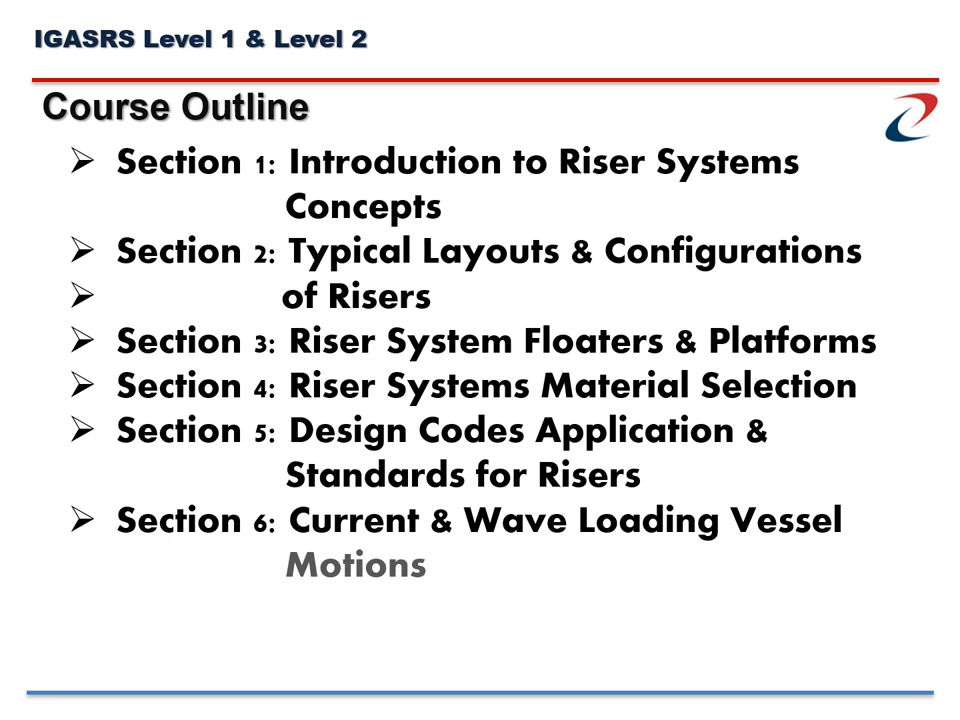 IGASRS Level 1 & Level 2
Course Outline
➢ Section 1: Introduction to Riser Systems
Concepts
➢ Section 2: Typical Layouts & Configurations
➢ of Risers
➢ Section 3: Riser System Floaters & Platforms
➢ Section 4: Riser Systems Material Selection
➢ Section 5: Design Codes Application &
Standards for Risers
➢ Section 6: Current & Wave Loading Vessel
Motions